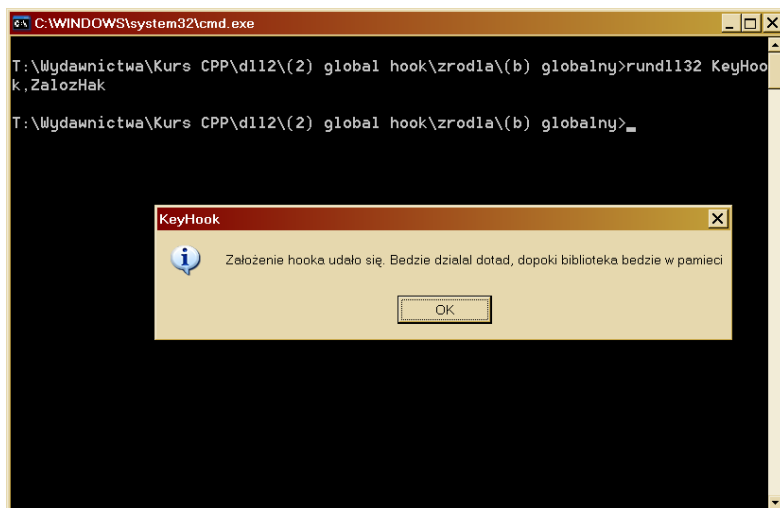 C:\WINDOWS\system32\cmd.exe
T:\Wydawnictwa\Kurs CPP\dll2\(2) global hook\zrodla\(b) globalny>rundll32 KeyHoo
k,ZalozHak
T:\Wydawnictwa\Kurs CPP\dll2\(2) global hook\zrodla\(b) globalny>_
KeyHook
Założenie hooka udało się. Bedzie dzialal dotad, dopoki biblioteka bedzie w pamieci
OK